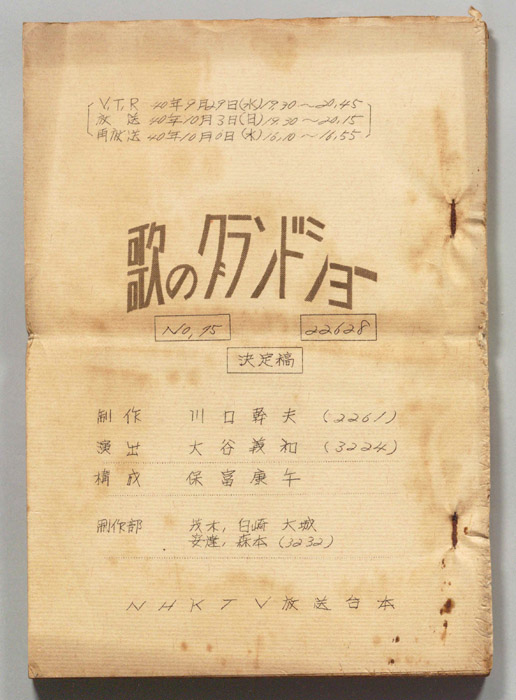 V,T,R 40年9月29日(水)19.30～20.45
放送 40年10月3日(日)19.30～20.15
再放送 40年10月6日(水)16.10～16.55
歌のグランドショー
No, 95
22628
決定稿
制作 川口幹夫 (2261)
演出 大谷義和 (3224)
構成 保富庚午
制作部 茂木, 白崎 大城
安達, 森本 (3232)
NHKTV放送台本